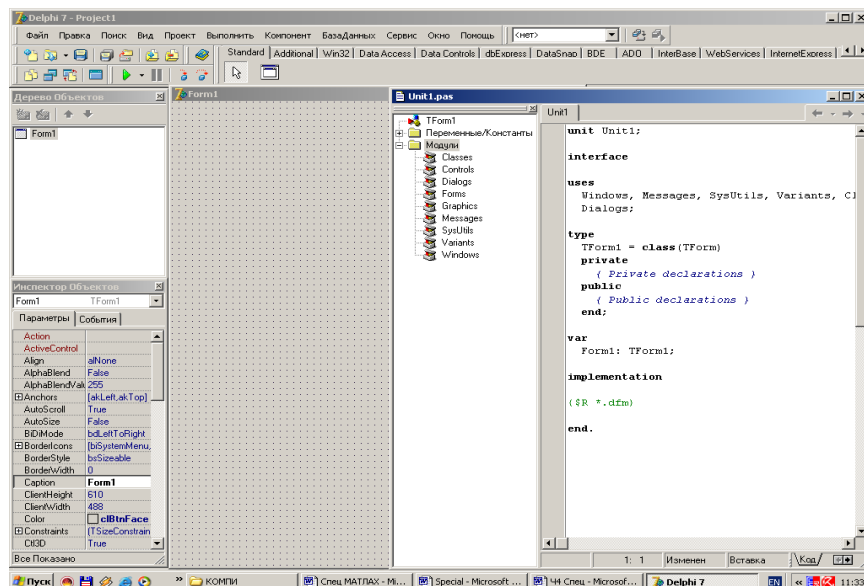 Delphi 7 - Project1
Файл Правка Поиск Вид Проект Выполнить Компонент БазаДанных Сервис Окно Помощь <нет>
Standard Additional Win32 Data Access Data Controls dbExpress DataSnap BDE ADO InterBase WebServices InternetExpress
Дерево Объектов
Form1
Инспектор Объектов
Form1 TForm1
Параметры События
Action
ActiveControl
Align alNone
AlphaBlend False
AlphaBlendValu 255
Anchors [akLeft,akTop]
AutoScroll True
AutoSize False
BiDiMode bdLeftToRight
BorderIcons [biSystemMenu,
BorderStyle bsSizeable
BorderWidth 0
Caption Form1
ClientHeight 610
ClientWidth 488
Color clBtnFace
Constraints (TSizeConstrain
Ctl3D True
Все Показано
Form1
Unit1.pas
TForm1
Переменные/Константы
Модули
Classes
Controls
Dialogs
Forms
Graphics
Messages
SysUtils
Variants
Windows
Unit1
unit Unit1;
interface
uses
Windows, Messages, SysUtils, Variants, Cl
Dialogs;
type
TForm1 = class(TForm)
private
{ Private declarations }
public
{ Public declarations }
end;
var
Form1: TForm1;
implementation
{$R *.dfm}
end.
1: 1 Изменен Вставка Код
Пуск » КОМПИ Спец МАТЛАХ - Mi... Special - Microsoft ... Ч4 Спец - Microsof... Delphi 7 EN « 11:33